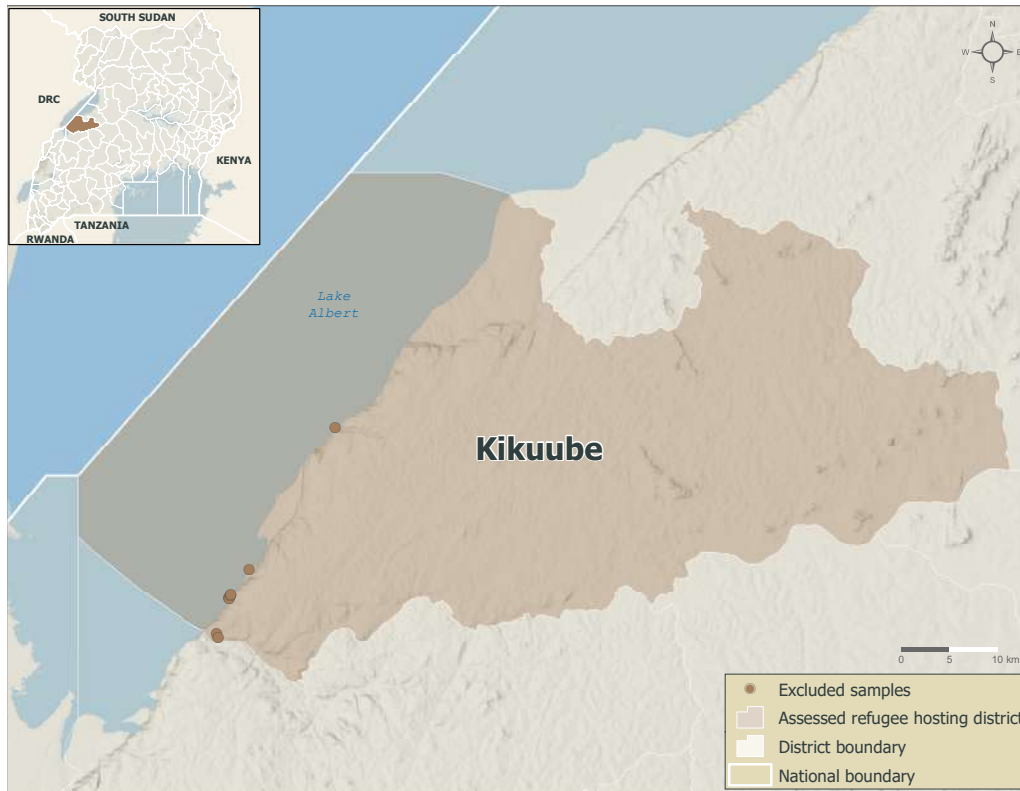 SOUTH SUDAN
DRC
KENYA
TANZANIA
RWANDA
N
W
E
S
Lake
Albert
Kikuube
0 5 10 km
Excluded samples
Assessed refugee hosting district
District boundary
National boundary